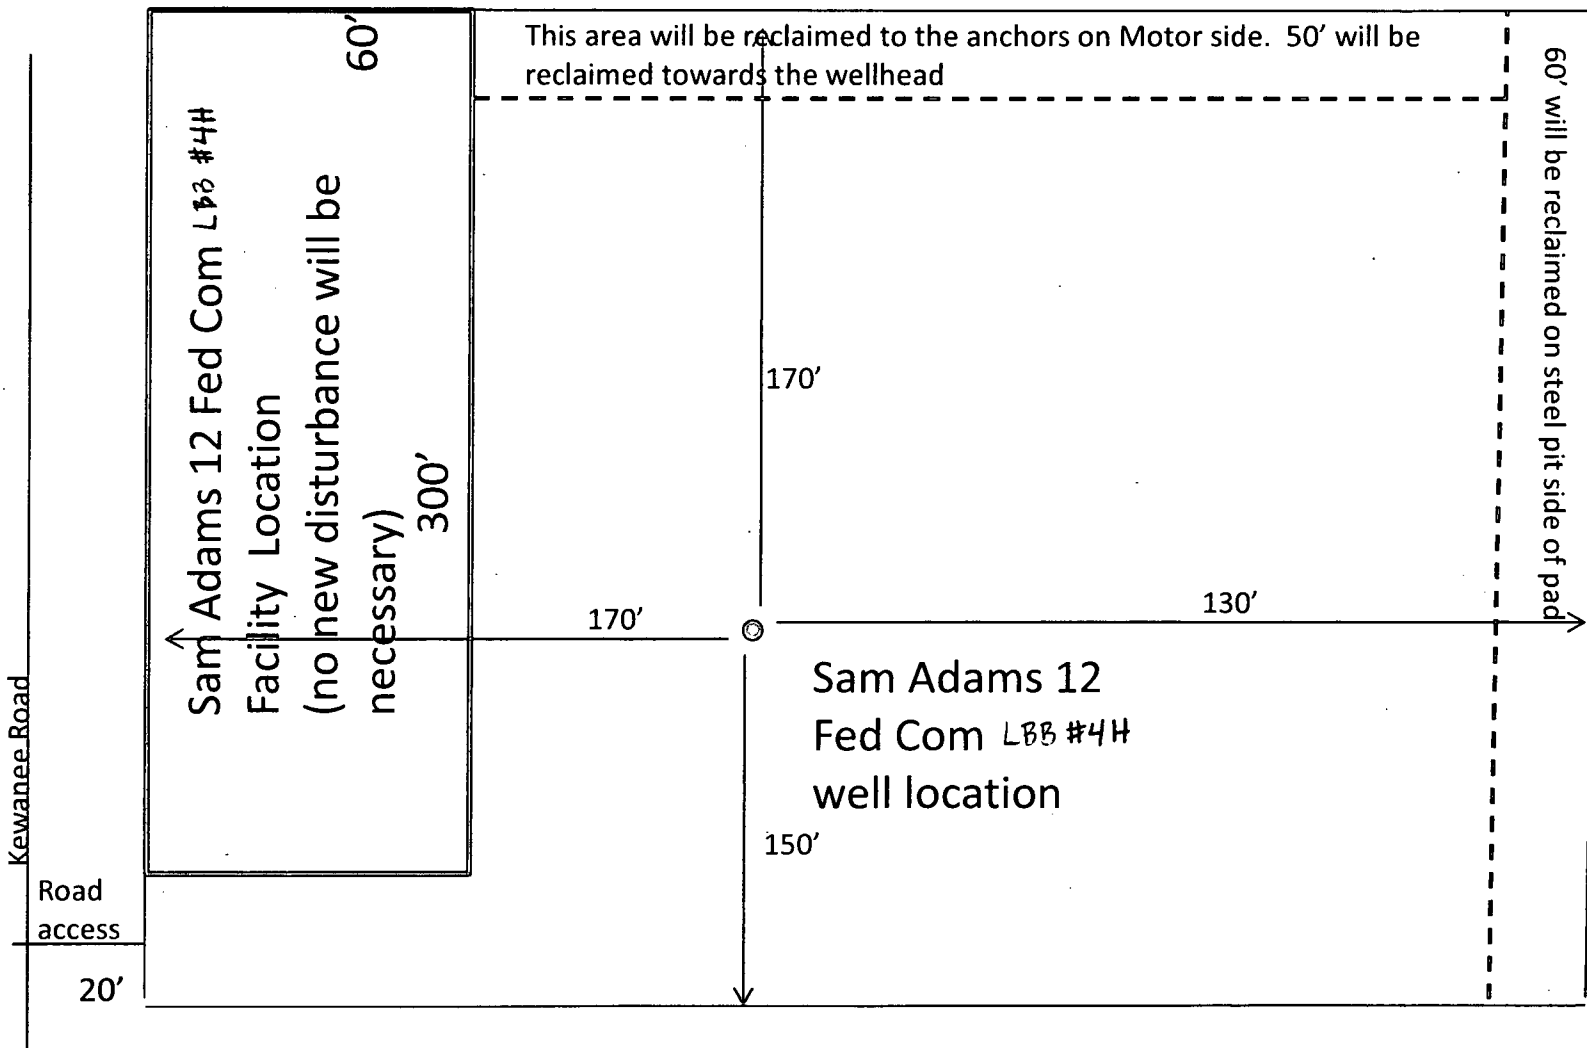 This area will be reclaimed to the anchors on Motor side. 50' will be
reclaimed towards the wellhead
60'
Sam Adams 12 Fed Com LBB #4H
Facility Location
(no new disturbance will be
necessary)
300'
60' will be reclaimed on steel pit side of pad
170'
170'
130'
Sam Adams 12
Fed Com LBB #4H
well location
150'
Kewanee Road
Road
access
20'